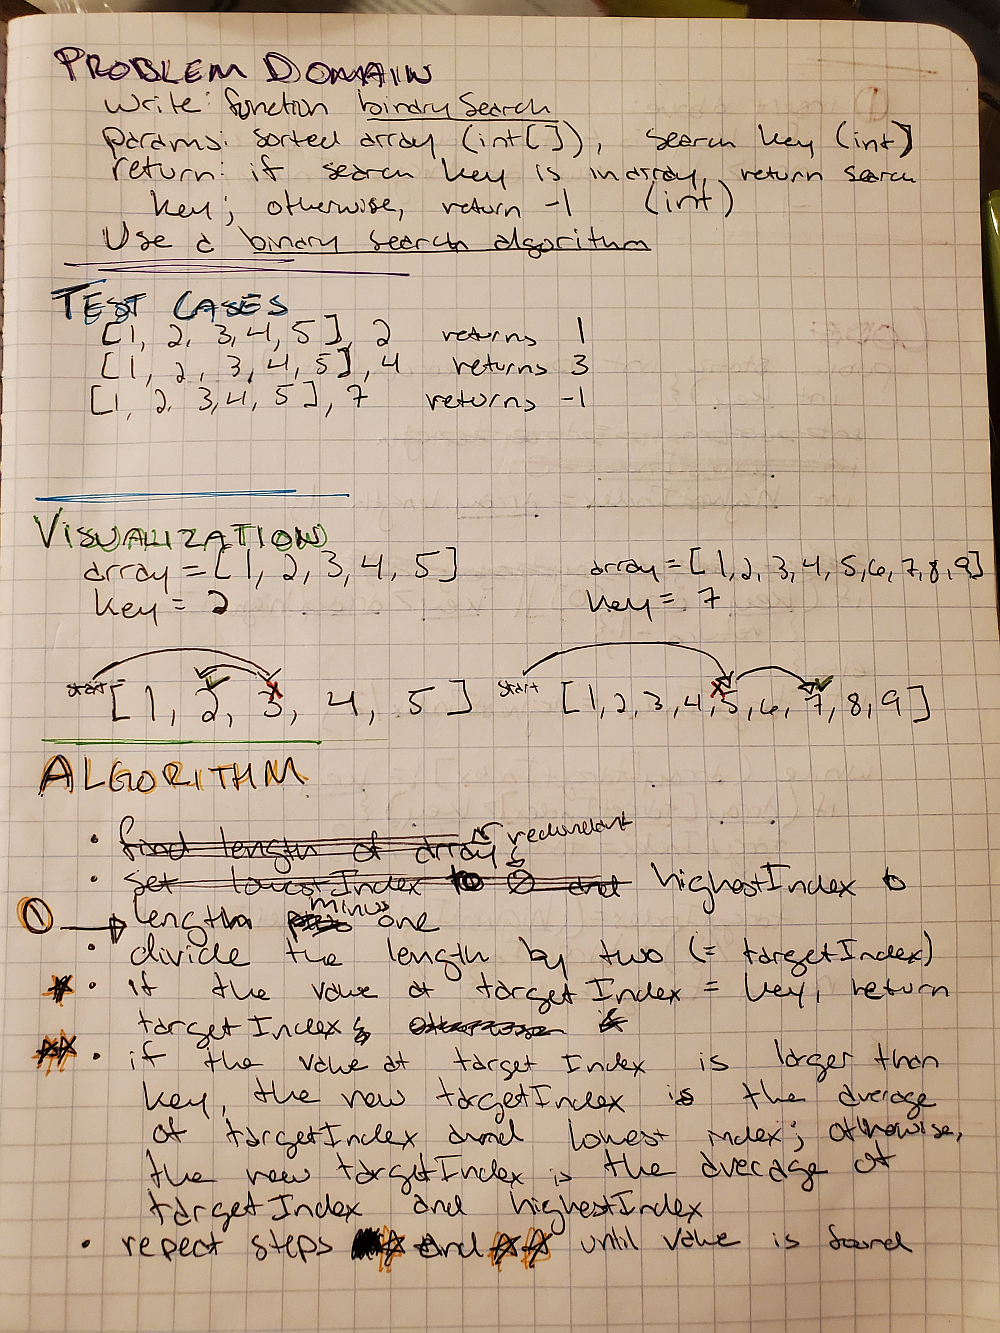 PROBLEM DOMAIN
write: function binarySearch
params: sorted array (int[]), search key (int)
return: if search key is in array, return search
key; otherwise, return -1 (int)
Use a binary search algorithm
TEST CASES
[1, 2, 3, 4, 5], 2 returns 1
[1, 2, 3, 4, 5], 4 returns 3
[1, 2, 3, 4, 5], 7 returns -1
VISUALIZATION
array = [1, 2, 3, 4, 5]
key = 2
array = [1, 2, 3, 4, 5, 6, 7, 8, 9]
key = 7
start [1, 2, 3, 4, 5]
start [1, 2, 3, 4, 5, 6, 7, 8, 9]
ALGORITHM
• find length of array redundant
• set lowestIndex to 0 and highestIndex to
① → length minus one
• divide the length by two (= targetIndex)
* • if the value at targetIndex = key, return
targetIndex; otherwise
** • if the value at targetIndex is larger than
key, the new targetIndex is the average
of targetIndex and lowest index; otherwise,
the new targetIndex is the average of
targetIndex and highestIndex
• repeat steps * and ** until value is found